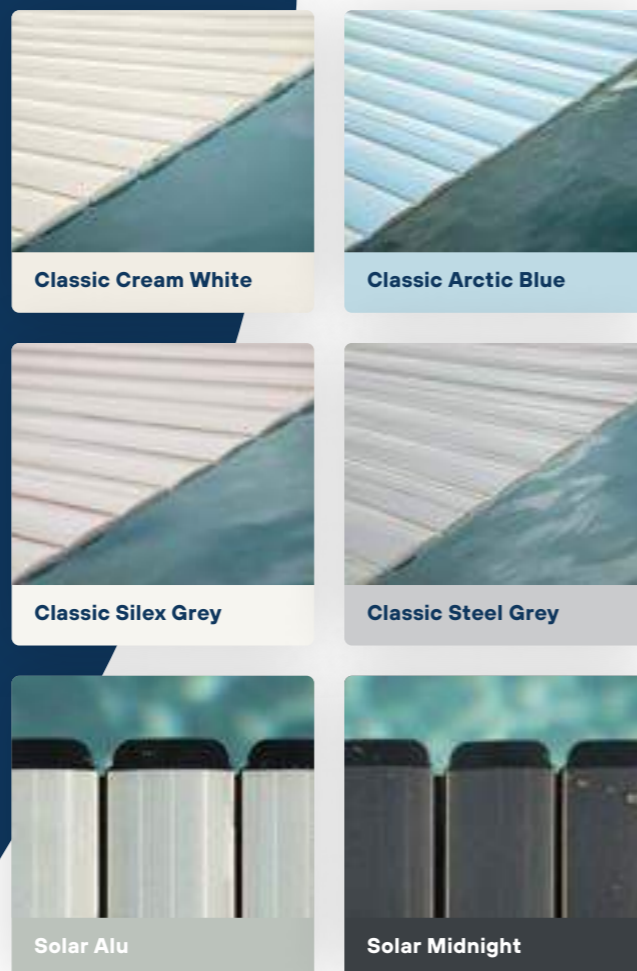 Classic Cream White
Classic Arctic Blue
Classic Silex Grey
Classic Steel Grey
Solar Alu
Solar Midnight